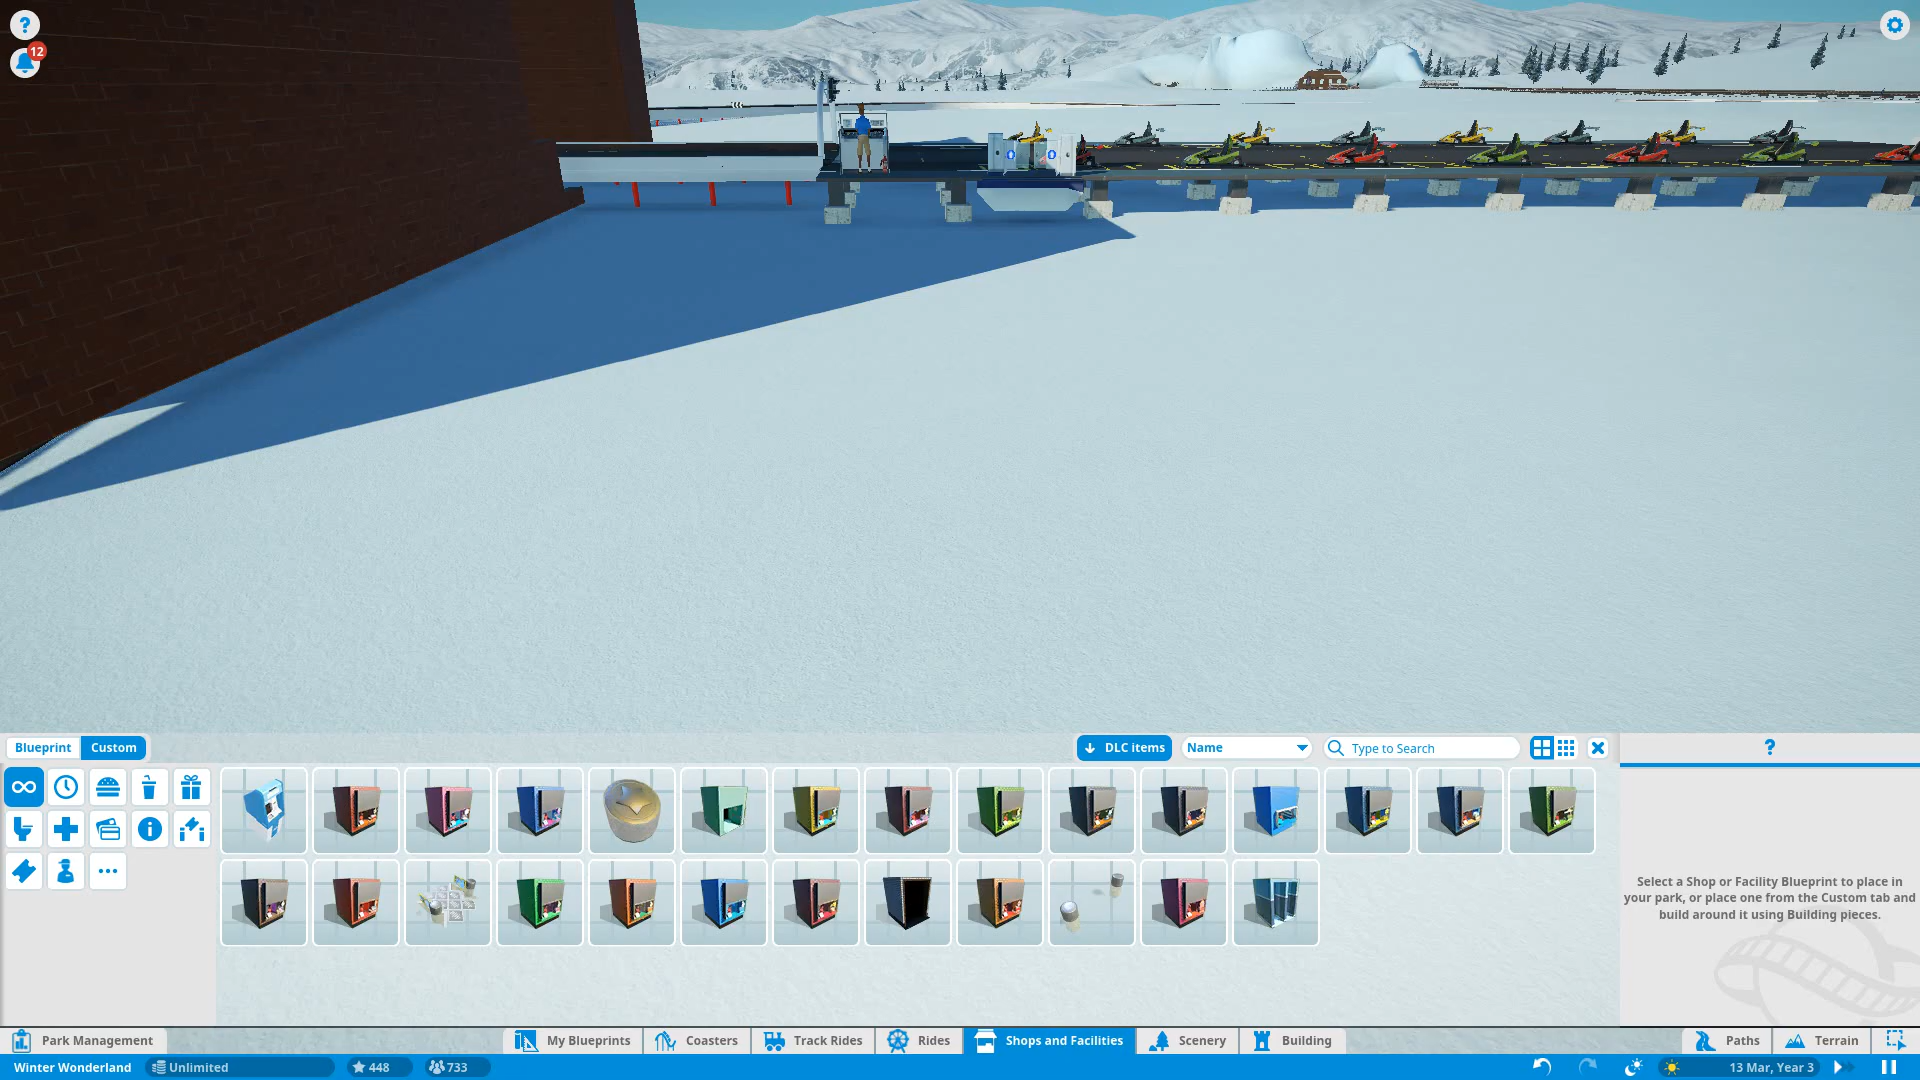 ?
12
Blueprint
Custom
DLC items
Name
Type to Search
?
Select a Shop or Facility Blueprint to place in
your park, or place one from the Custom tab and
build around it using Building pieces.
Park Management
My Blueprints
Coasters
Track Rides
Rides
Shops and Facilities
Scenery
Building
Paths
Terrain
Winter Wonderland
Unlimited
448
733
13 Mar, Year 3